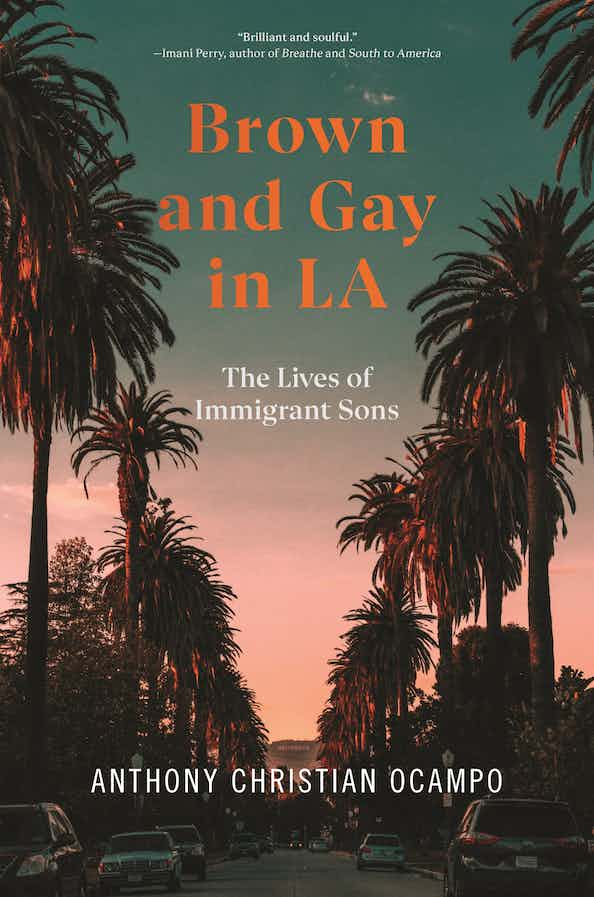 “Brilliant and soulful.”
—Imani Perry, author of Breathe and South to America
Brown
and Gay
in LA
The Lives of
Immigrant Sons
ANTHONY CHRISTIAN OCAMPO